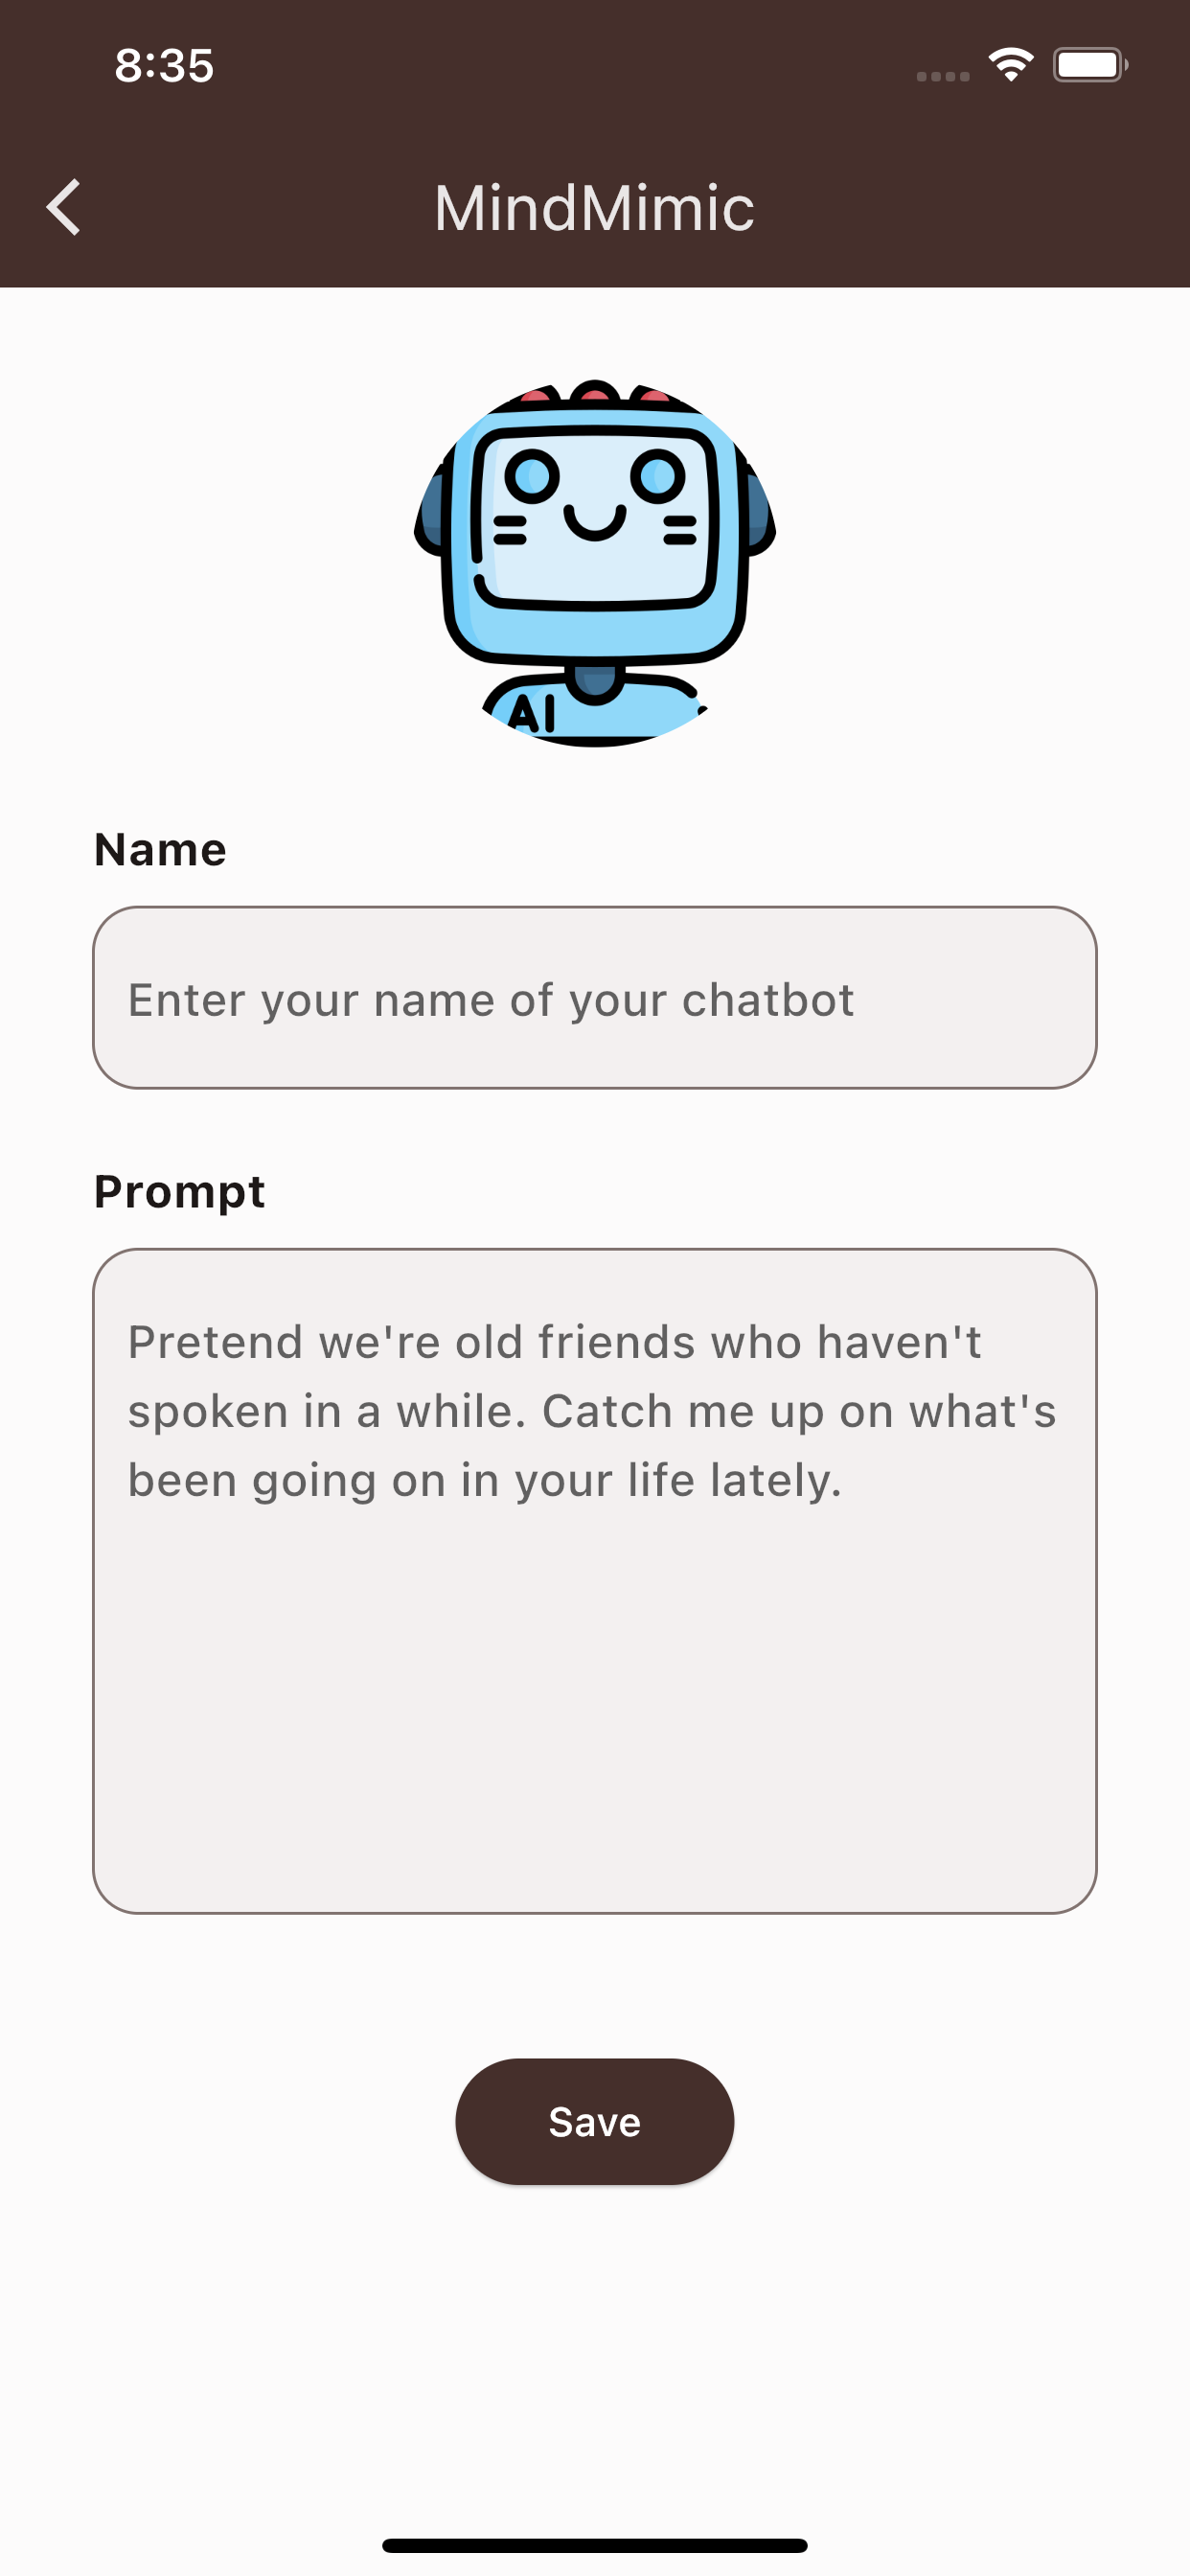 8:35
MindMimic
AI
Name
Enter your name of your chatbot
Prompt
Pretend we're old friends who haven't
spoken in a while. Catch me up on what's
been going on in your life lately.
Save